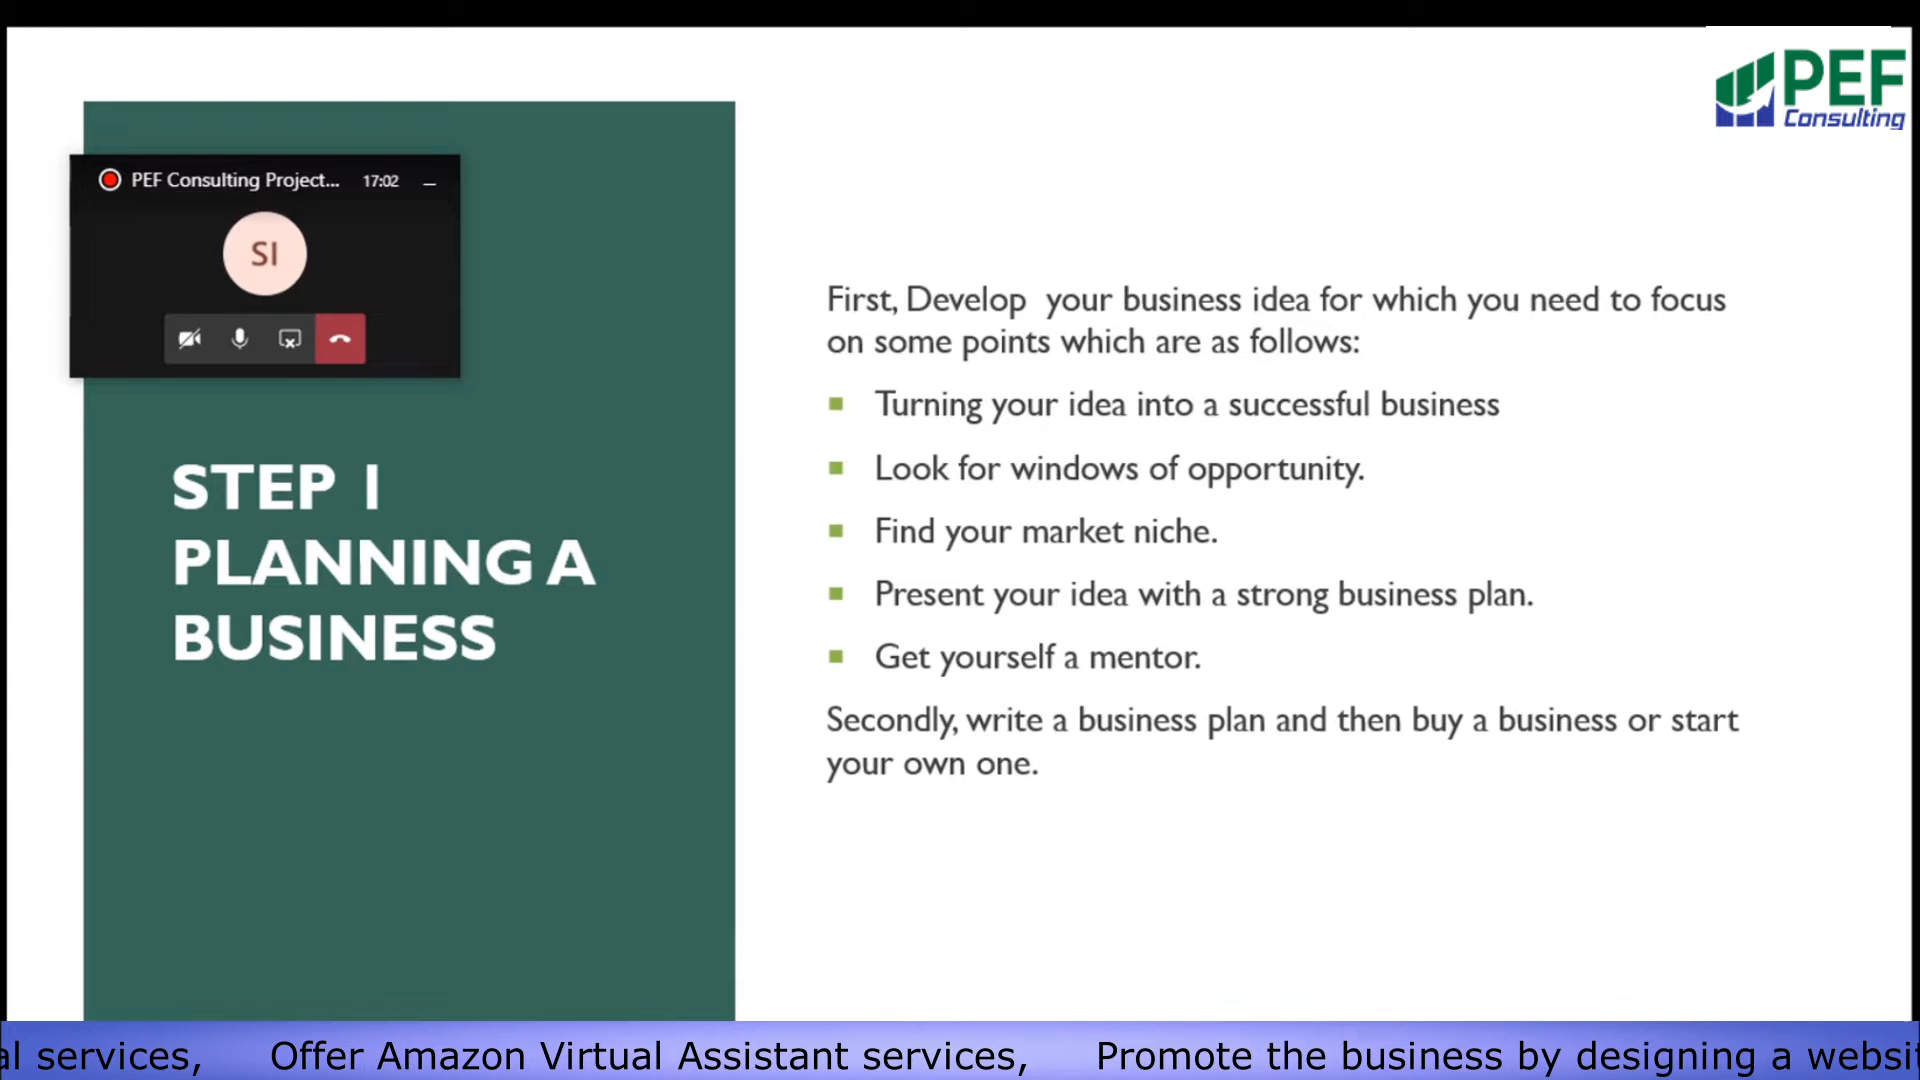 PEF
Consulting
PEF Consulting Project... 17:02
SI
STEP 1
PLANNING A
BUSINESS
First, Develop your business idea for which you need to focus
on some points which are as follows:
Turning your idea into a successful business
Look for windows of opportunity.
Find your market niche.
Present your idea with a strong business plan.
Get yourself a mentor.
Secondly, write a business plan and then buy a business or start
your own one.
al services, Offer Amazon Virtual Assistant services, Promote the business by designing a websi